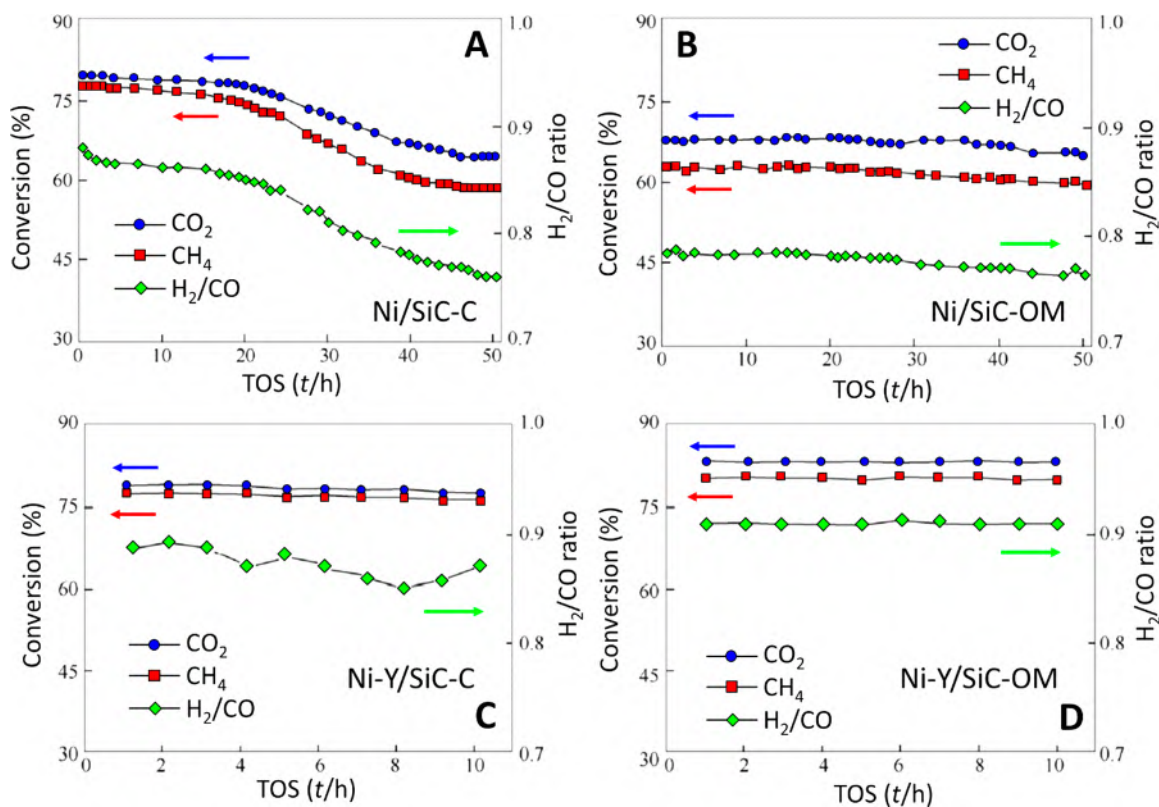 90
75
60
45
30
Conversion (%)
A
CO2
CH4
H2/CO
Ni/SiC-C
1.0
0.9
0.8
0.7
H2/CO ratio
0 10 20 30 40 50
TOS (t/h)
90
75
60
45
30
Conversion (%)
B
CO2
CH4
H2/CO
Ni/SiC-OM
1.0
0.9
0.8
0.7
H2/CO ratio
0 10 20 30 40 50
TOS (t/h)
90
75
60
45
30
Conversion (%)
CO2
CH4
H2/CO
Ni-Y/SiC-C
C
1.0
0.9
0.8
0.7
H2/CO ratio
2 4 6 8 10
TOS (t/h)
90
75
60
45
30
Conversion (%)
CO2
CH4
H2/CO
Ni-Y/SiC-OM
D
1.0
0.9
0.8
0.7
H2/CO ratio
1 2 3 4 5 6 7 8 9 10
TOS (t/h)